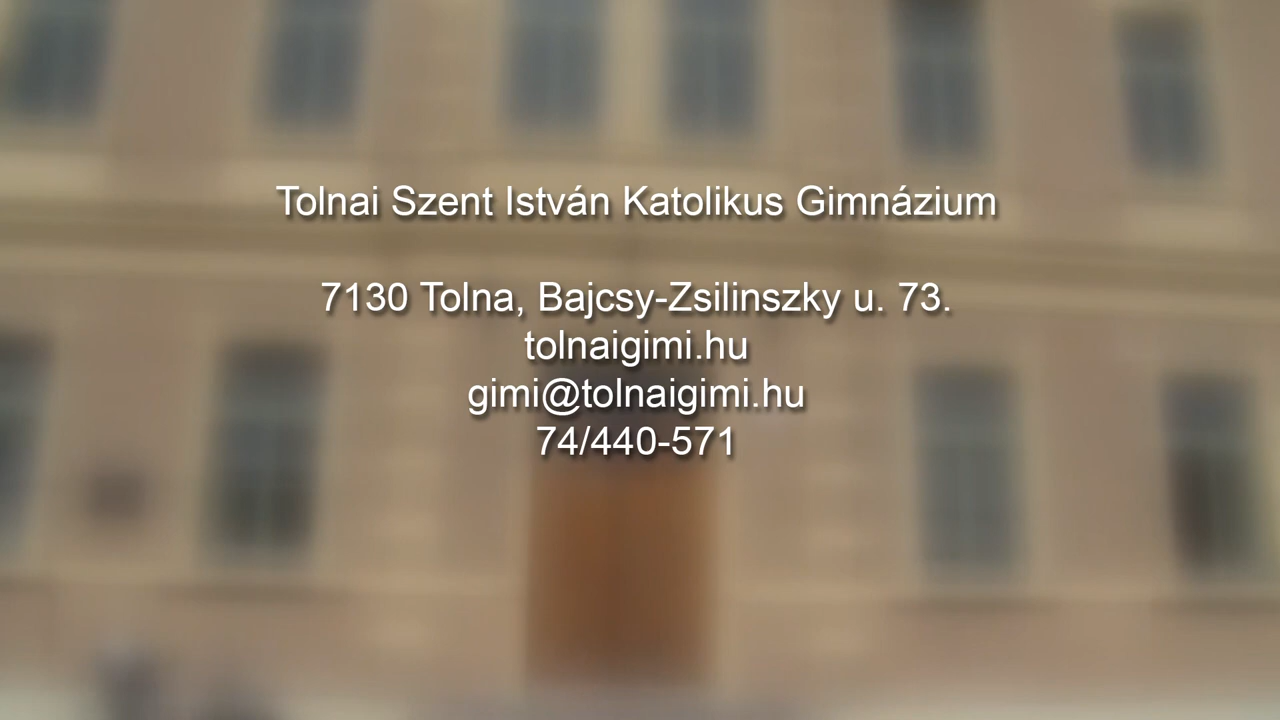 Tolnai Szent István Katolikus Gimnázium
7130 Tolna, Bajcsy-Zsilinszky u. 73.
tolnaigimi.hu
gimi@tolnaigimi.hu
74/440-571